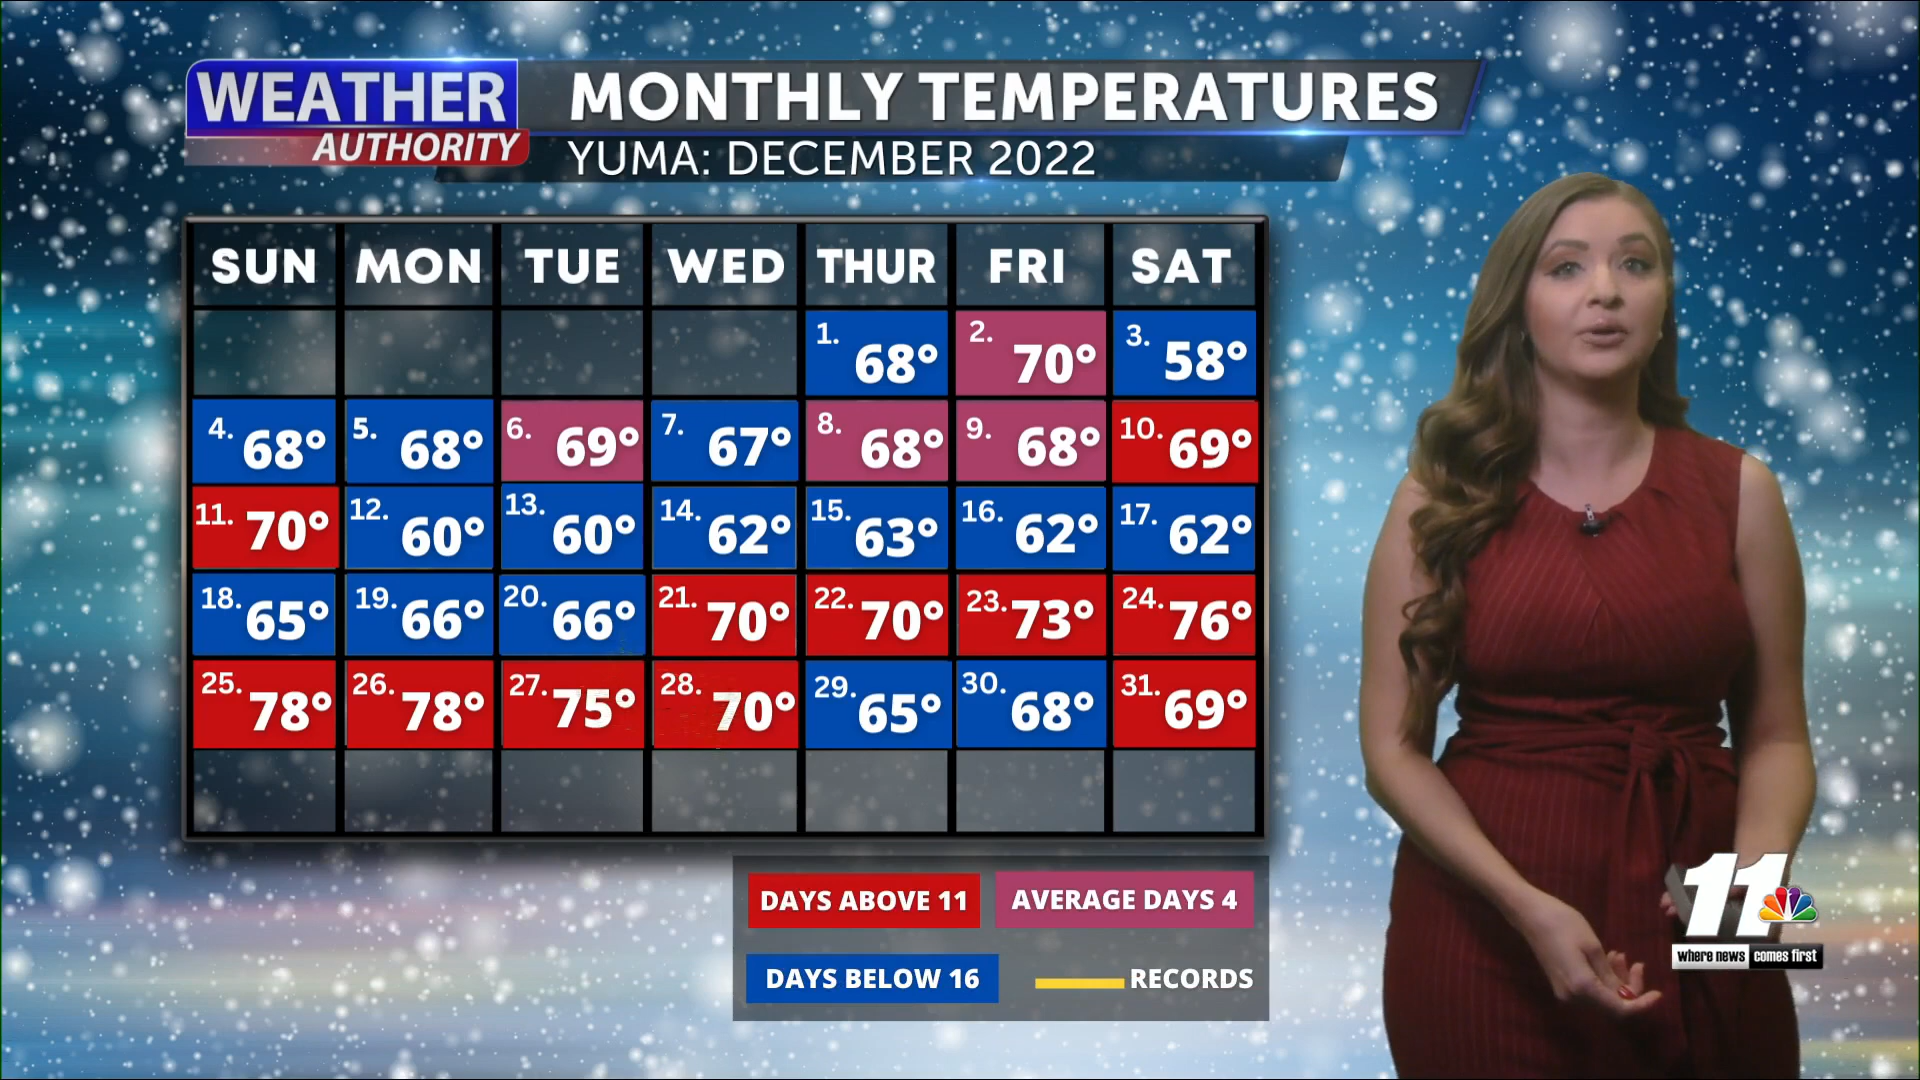 WEATHER
AUTHORITY
MONTHLY TEMPERATURES
YUMA: DECEMBER 2022
SUN MON TUE WED THUR FRI SAT
1. 68° 2. 70° 3. 58°
4. 68° 5. 68° 6. 69° 7. 67° 8. 68° 9. 68° 10. 69°
11. 70° 12. 60° 13. 60° 14. 62° 15. 63° 16. 62° 17. 62°
18. 65° 19. 66° 20. 66° 21. 70° 22. 70° 23. 73° 24. 76°
25. 78° 26. 78° 27. 75° 28. 70° 29. 65° 30. 68° 31. 69°
DAYS ABOVE 11 AVERAGE DAYS 4
DAYS BELOW 16 RECORDS
11
where news comes first